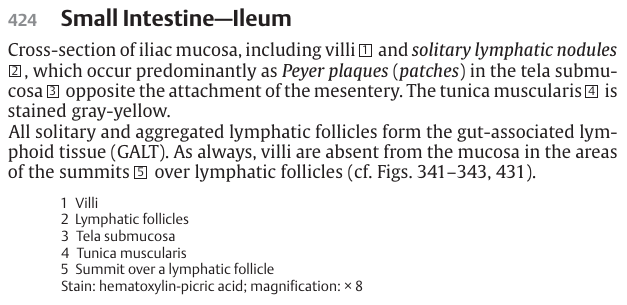 424 Small Intestine—Ileum
Cross-section of iliac mucosa, including villi 1 and solitary lymphatic nodules
2, which occur predominantly as Peyer plaques (patches) in the tela submu-
cosa 3 opposite the attachment of the mesentery. The tunica muscularis 4 is
stained gray-yellow.
All solitary and aggregated lymphatic follicles form the gut-associated lym-
phoid tissue (GALT). As always, villi are absent from the mucosa in the areas
of the summits 5 over lymphatic follicles (cf. Figs. 341–343, 431).
1 Villi
2 Lymphatic follicles
3 Tela submucosa
4 Tunica muscularis
5 Summit over a lymphatic follicle
Stain: hematoxylin-picric acid; magnification: × 8